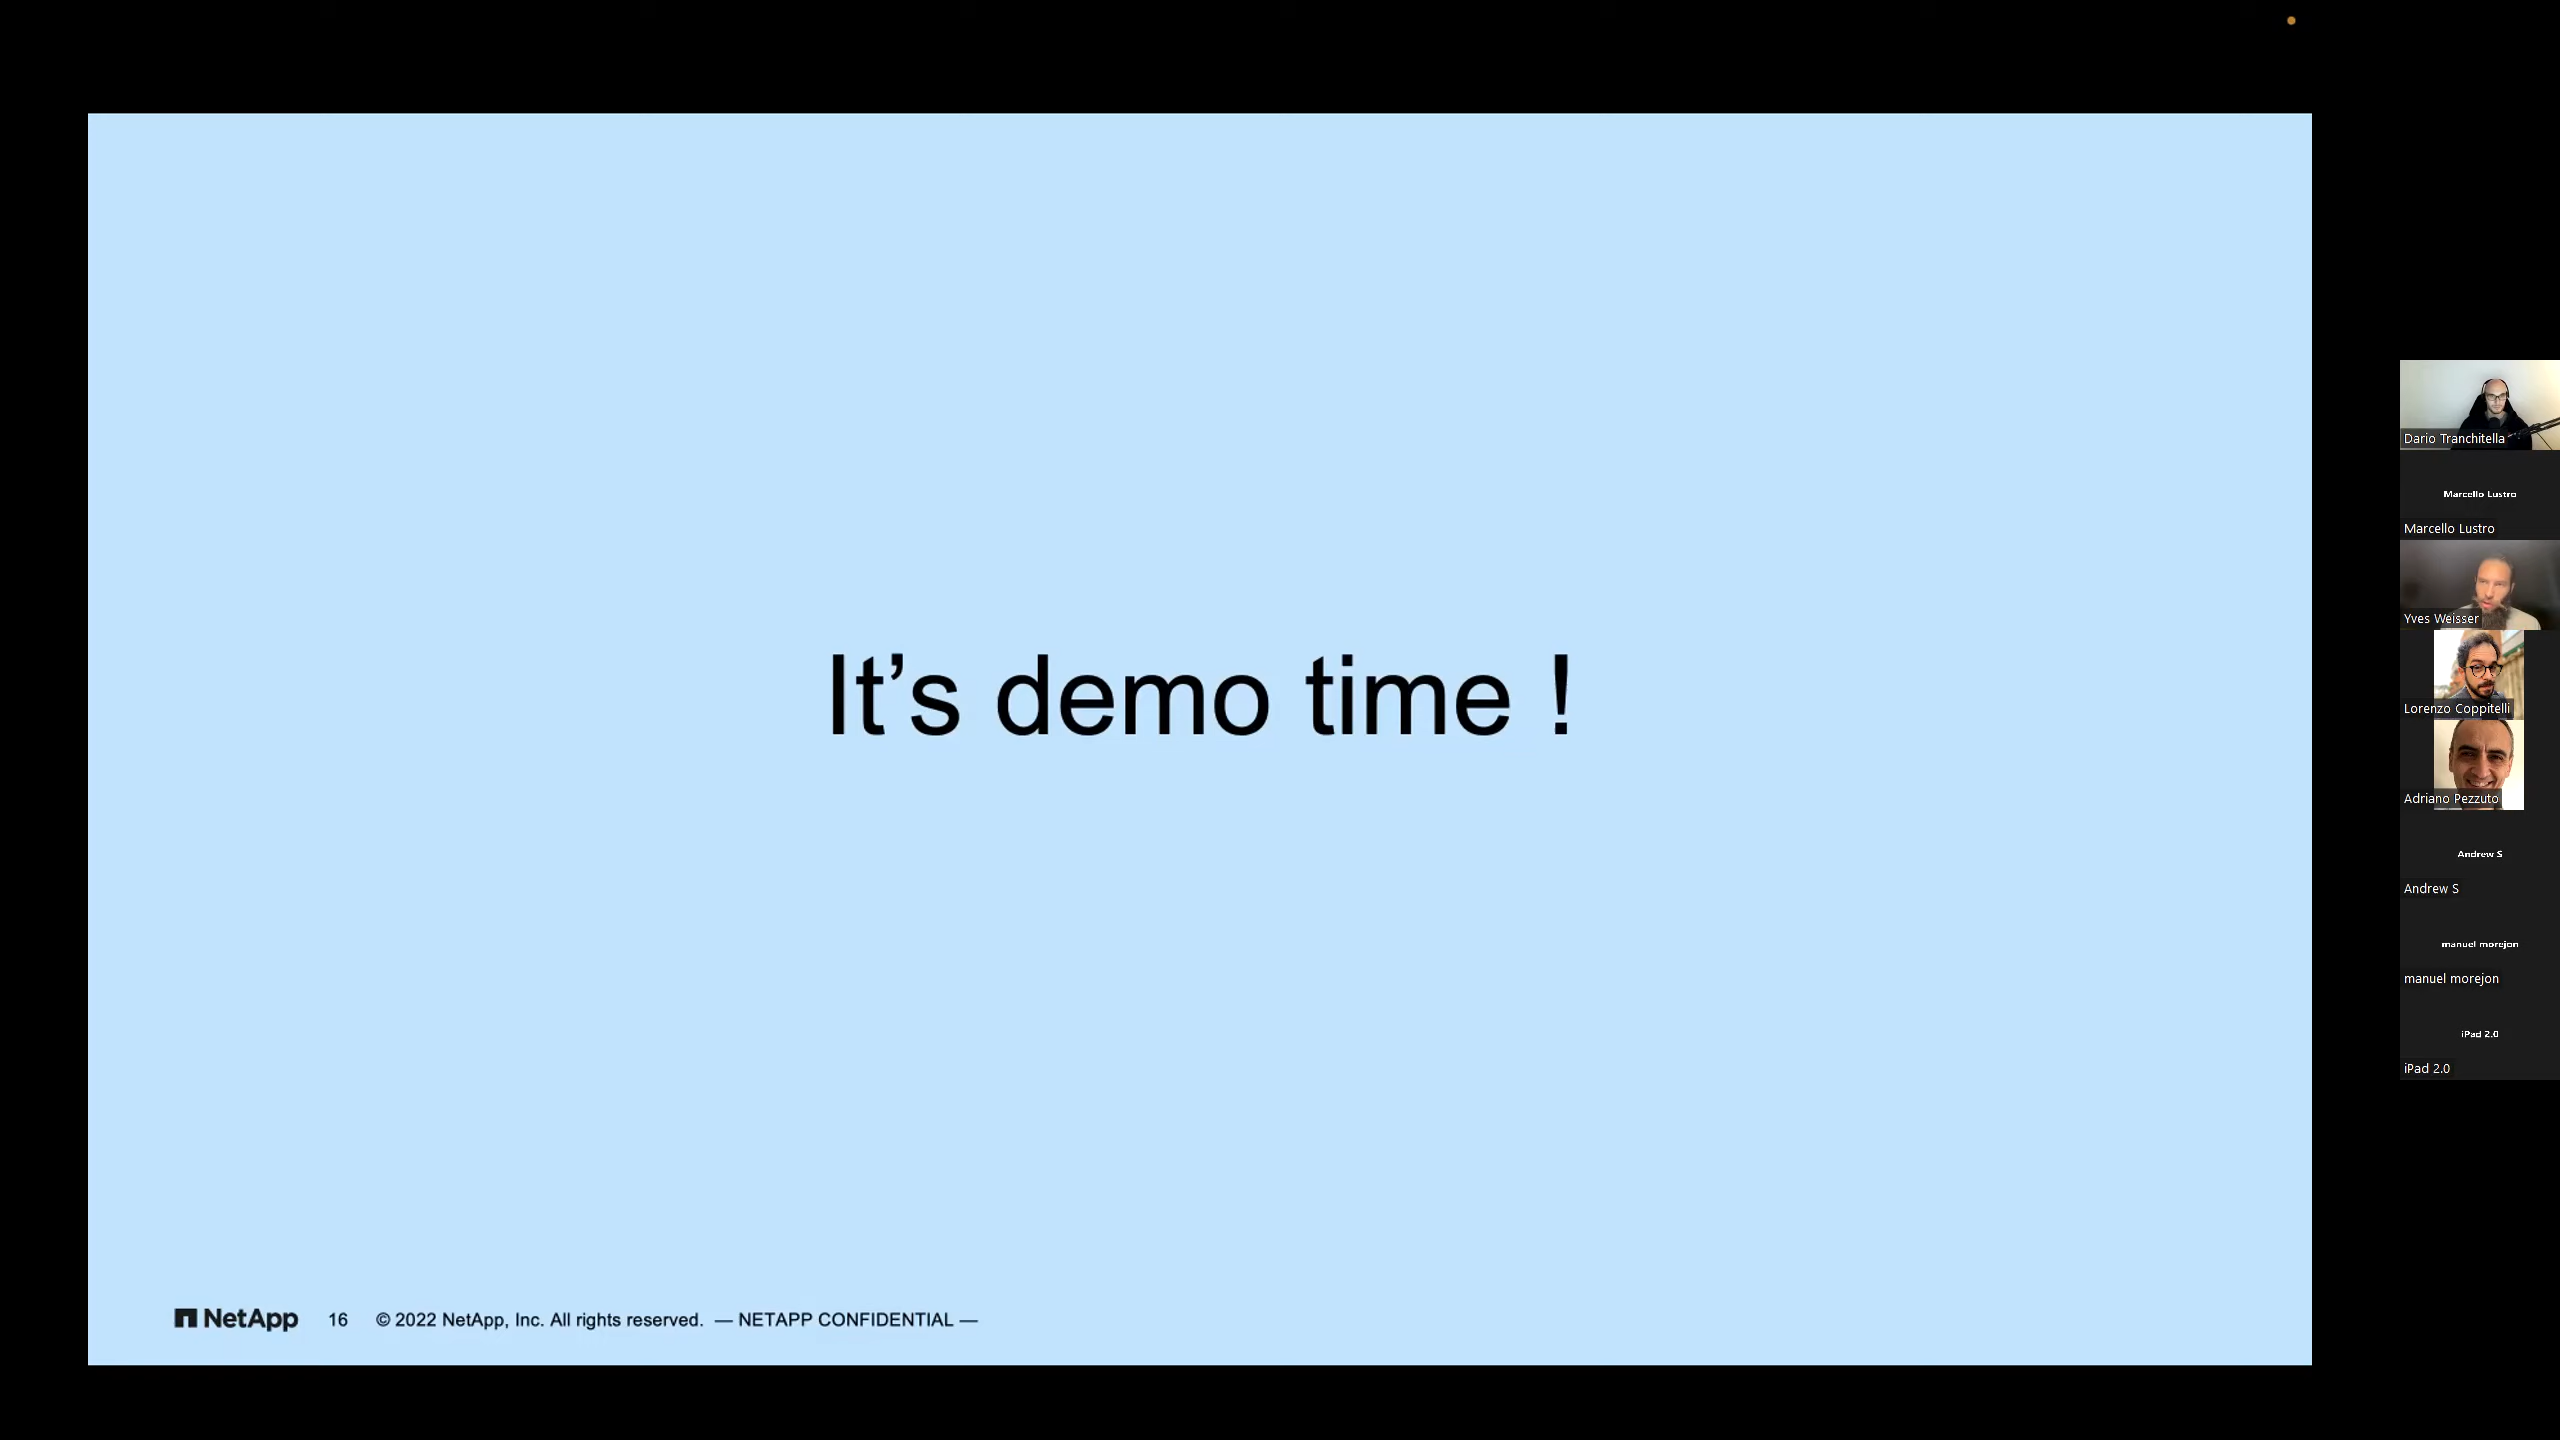 It’s demo time !
NetApp 16 © 2022 NetApp, Inc. All rights reserved. — NETAPP CONFIDENTIAL —
Dario Tranchitella
Marcello Lustro
Marcello Lustro
Yves Weisser
Lorenzo Coppitelli
Adriano Pezzuto
Andrew S
Andrew S
manuel morejon
manuel morejon
iPad 2.0
iPad 2.0